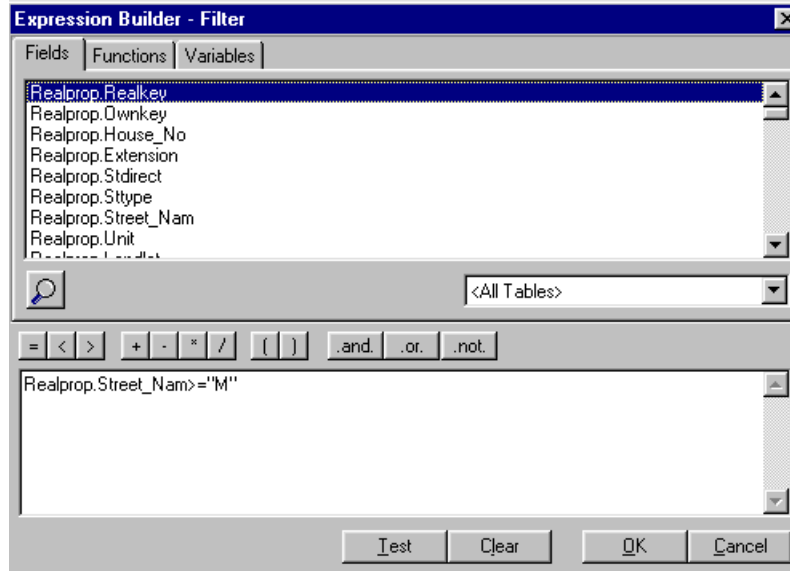 Expression Builder - Filter
Fields Functions Variables
Realprop.Realkey
Realprop.Ownkey
Realprop.House_No
Realprop.Extension
Realprop.Stdirect
Realprop.Sttype
Realprop.Street_Nam
Realprop.Unit
<All Tables>
= < > + - * / ( ) .and. .or. .not.
Realprop.Street_Nam>="M"
Test Clear OK Cancel